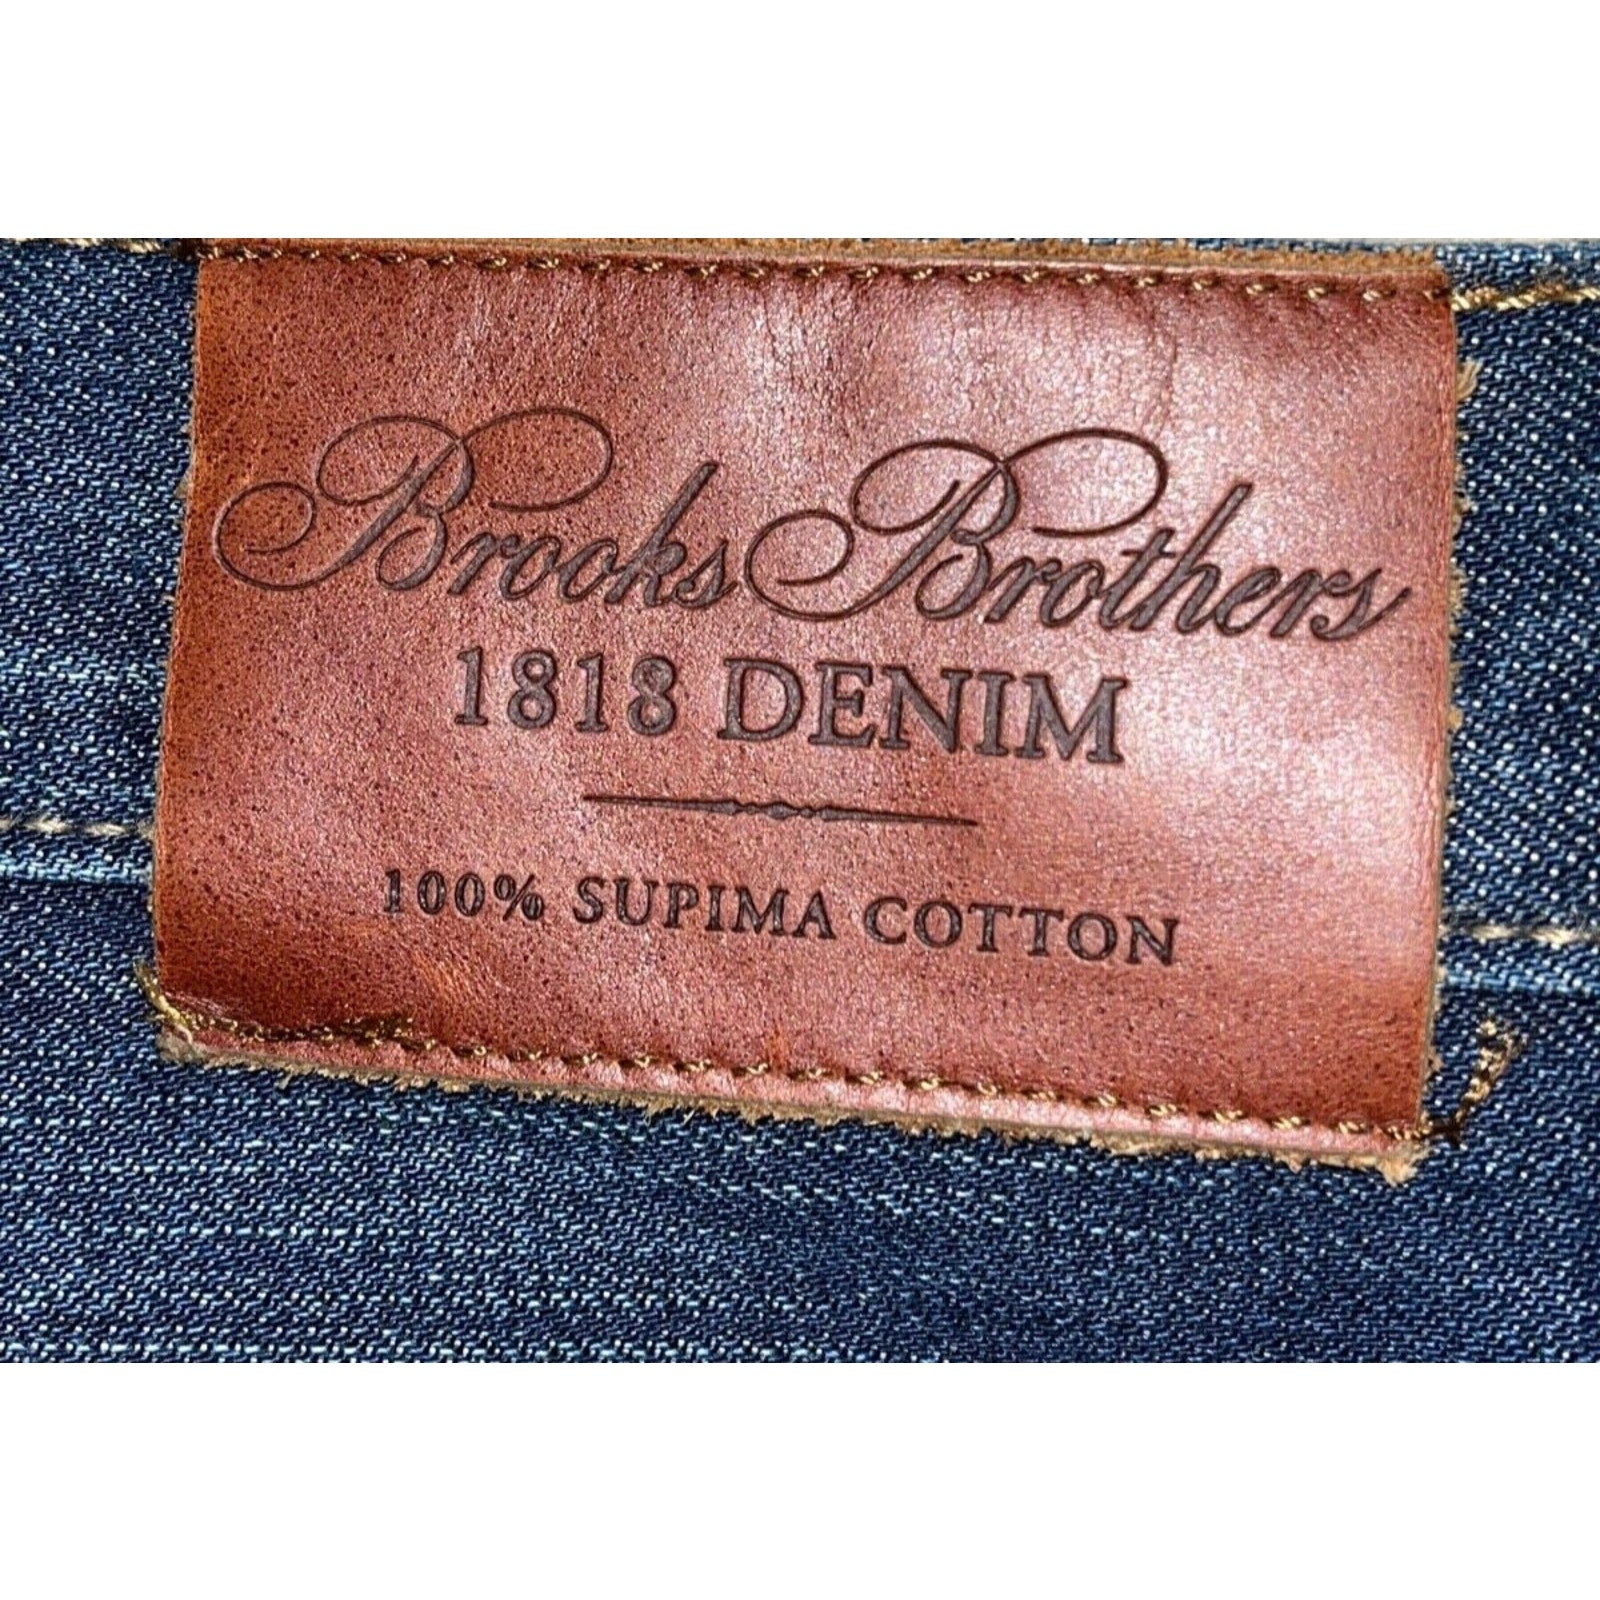 Brooks Brothers
1818 DENIM
100% SUPIMA COTTON